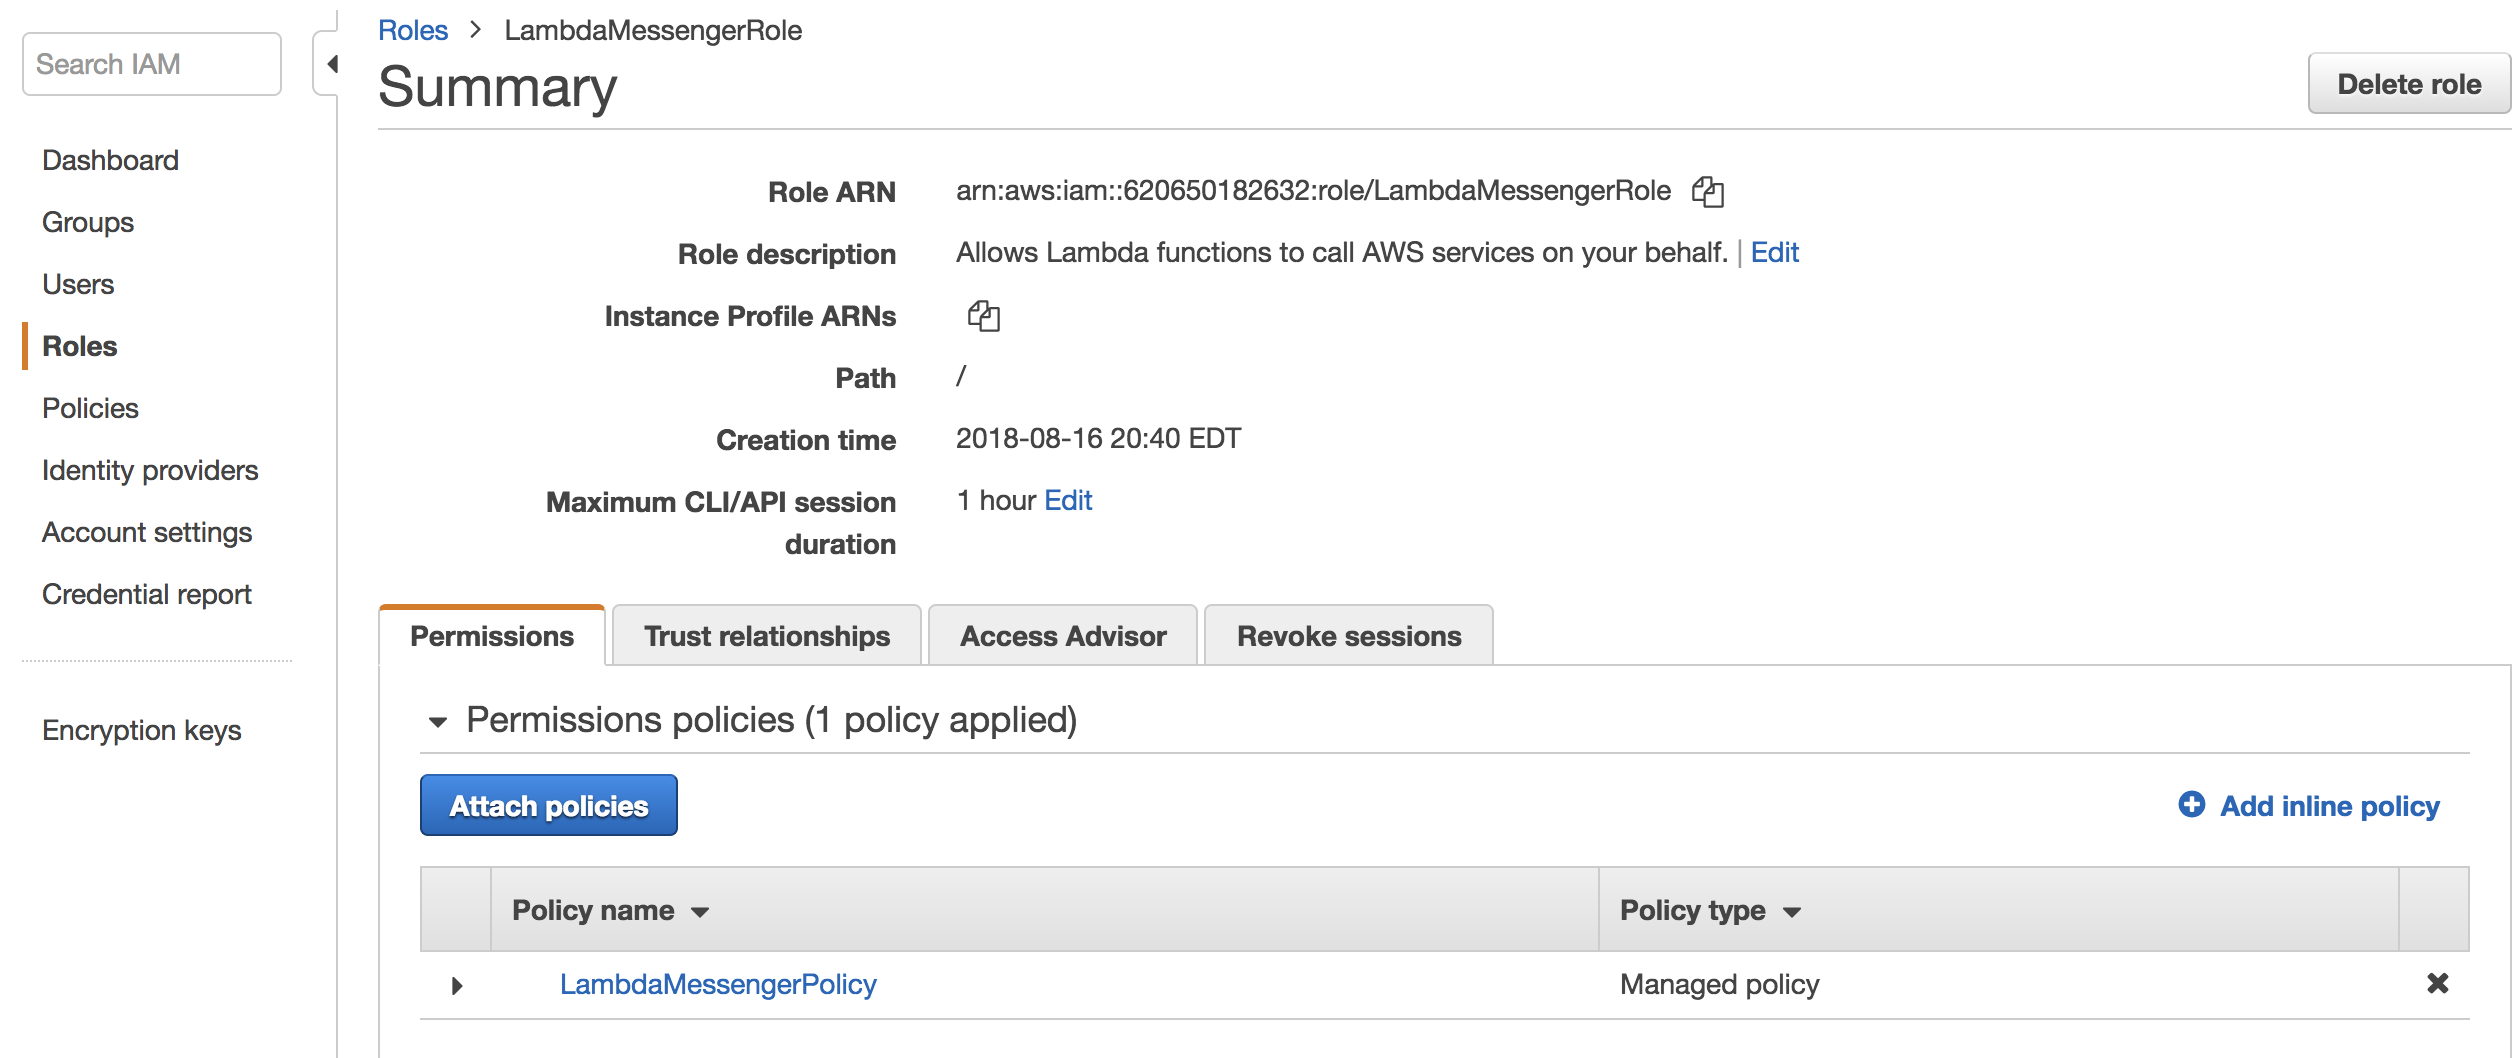 Search IAM
Dashboard
Groups
Users
Roles
Policies
Identity providers
Account settings
Credential report
Encryption keys
Roles > LambdaMessengerRole
Summary
Delete role
Role ARN arn:aws:iam::620650182632:role/LambdaMessengerRole
Role description Allows Lambda functions to call AWS services on your behalf. | Edit
Instance Profile ARNs
Path /
Creation time 2018-08-16 20:40 EDT
Maximum CLI/API session 1 hour Edit
duration
Permissions Trust relationships Access Advisor Revoke sessions
Permissions policies (1 policy applied)
Attach policies Add inline policy
Policy name Policy type
LambdaMessengerPolicy Managed policy